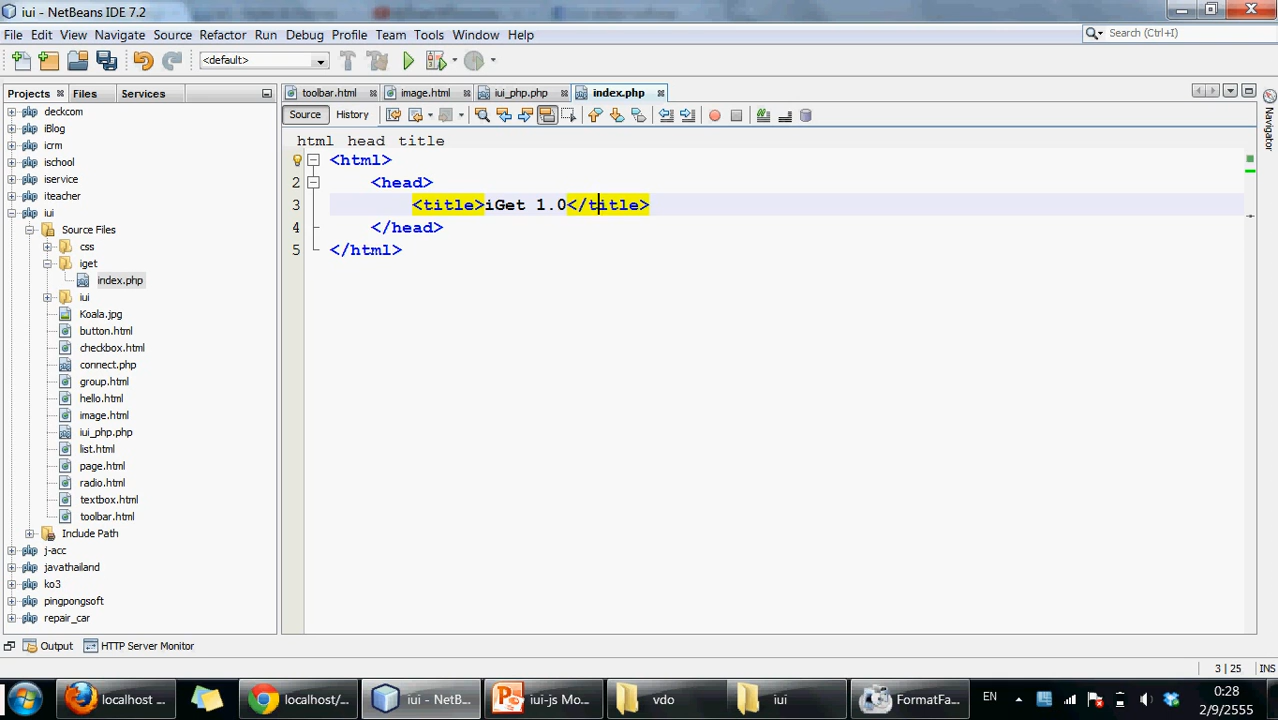 iui - NetBeans IDE 7.2
File Edit View Navigate Source Refactor Run Debug Profile Team Tools Window Help
Search (Ctrl+I)
<default>
Projects Files Services
toolbar.html image.html iui_php.php index.php
Source History
html head title
<html>
2 <head>
3 <title>iGet 1.0</title>
4 </head>
5 </html>
deckcom
iBlog
icrm
ischool
iservice
iteacher
iui
Source Files
css
iget
index.php
iui
Koala.jpg
button.html
checkbox.html
connect.php
group.html
hello.html
image.html
iui_php.php
list.html
page.html
radio.html
textbox.html
toolbar.html
Include Path
j-acc
javathailand
ko3
pingpongsoft
repair_car
Navigator
Output HTTP Server Monitor
3 | 25 INS
localhost ... localhost/... iui - NetB... iui-js Mo... vdo iui FormatFa... EN
0:28
2/9/2555